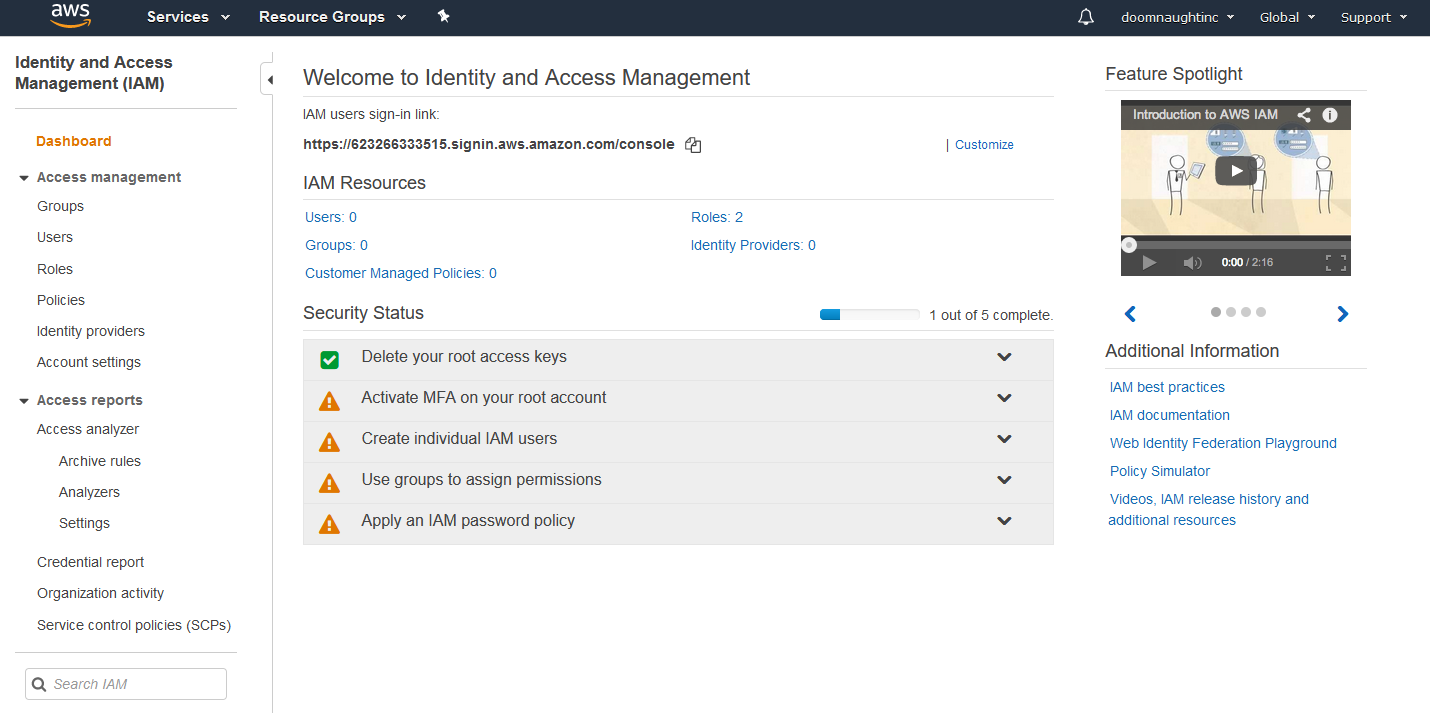 aws
Services
Resource Groups
doomnaughtinc
Global
Support
Identity and Access
Management (IAM)
Dashboard
Access management
Groups
Users
Roles
Policies
Identity providers
Account settings
Access reports
Access analyzer
Archive rules
Analyzers
Settings
Credential report
Organization activity
Service control policies (SCPs)
Search IAM
Welcome to Identity and Access Management
IAM users sign-in link:
https://623266333515.signin.aws.amazon.com/console
| Customize
IAM Resources
Users: 0
Roles: 2
Groups: 0
Identity Providers: 0
Customer Managed Policies: 0
Security Status
1 out of 5 complete.
Delete your root access keys
Activate MFA on your root account
Create individual IAM users
Use groups to assign permissions
Apply an IAM password policy
Feature Spotlight
Introduction to AWS IAM
0:00 / 2:16
Additional Information
IAM best practices
IAM documentation
Web Identity Federation Playground
Policy Simulator
Videos, IAM release history and
additional resources